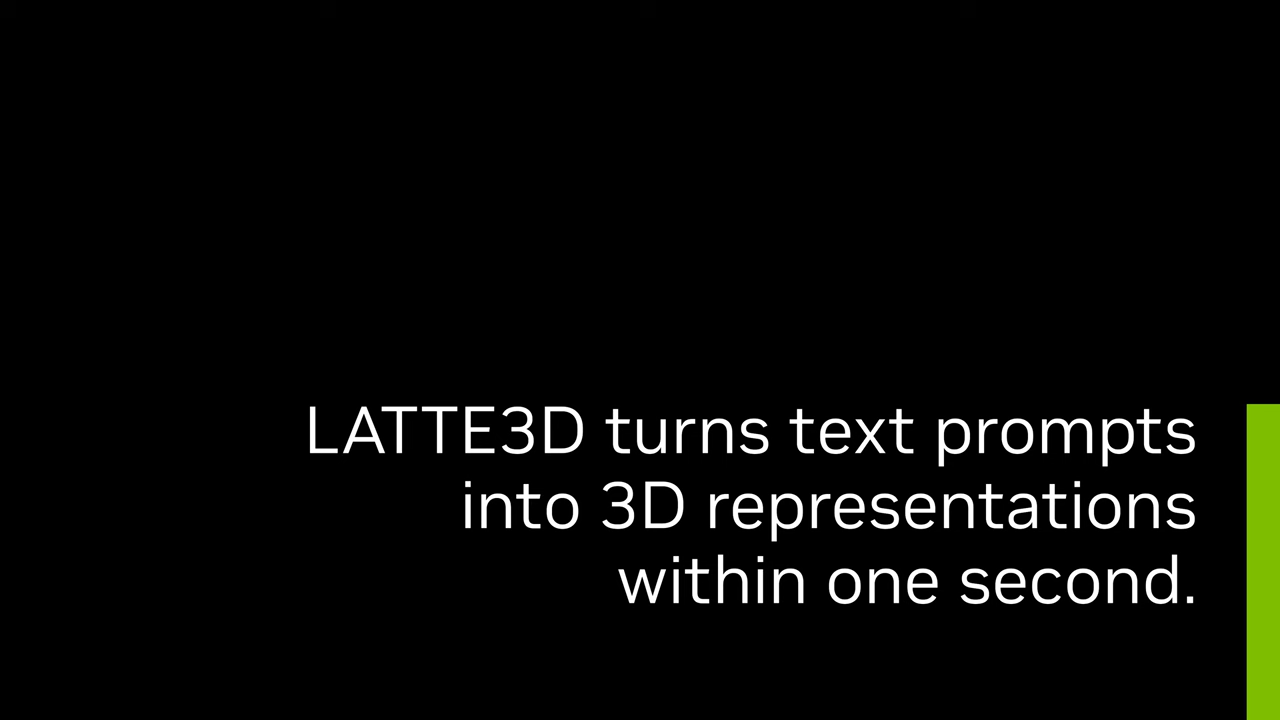 LATTE3D turns text prompts
into 3D representations
within one second.